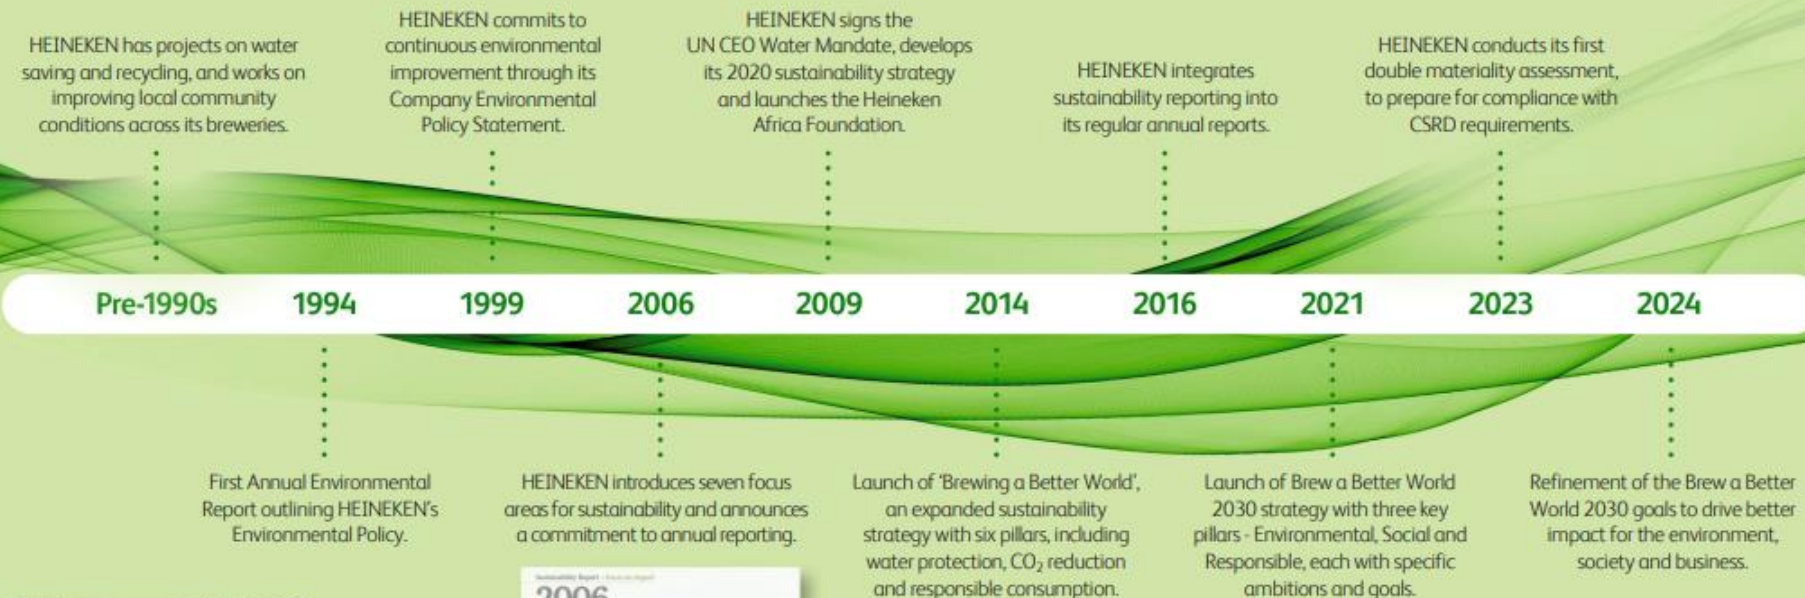 HEINEKEN has projects on water
saving and recycling, and works on
improving local community
conditions across its breweries.
HEINEKEN commits to
continuous environmental
improvement through its
Company Environmental
Policy Statement.
HEINEKEN signs the
UN CEO Water Mandate, develops
its 2020 sustainability strategy
and launches the Heineken
Africa Foundation.
HEINEKEN integrates
sustainability reporting into
its regular annual reports.
HEINEKEN conducts its first
double materiality assessment,
to prepare for compliance with
CSRD requirements.
Pre-1990s 1994 1999 2006 2009 2014 2016 2021 2023 2024
First Annual Environmental
Report outlining HEINEKEN's
Environmental Policy.
HEINEKEN introduces seven focus
areas for sustainability and announces
a commitment to annual reporting.
Launch of 'Brewing a Better World',
an expanded sustainability
strategy with six pillars, including
water protection, CO₂ reduction
and responsible consumption.
Launch of Brew a Better World
2030 strategy with three key
pillars - Environmental, Social and
Responsible, each with specific
ambitions and goals.
Refinement of the Brew a Better
World 2030 goals to drive better
impact for the environment,
society and business.
2006